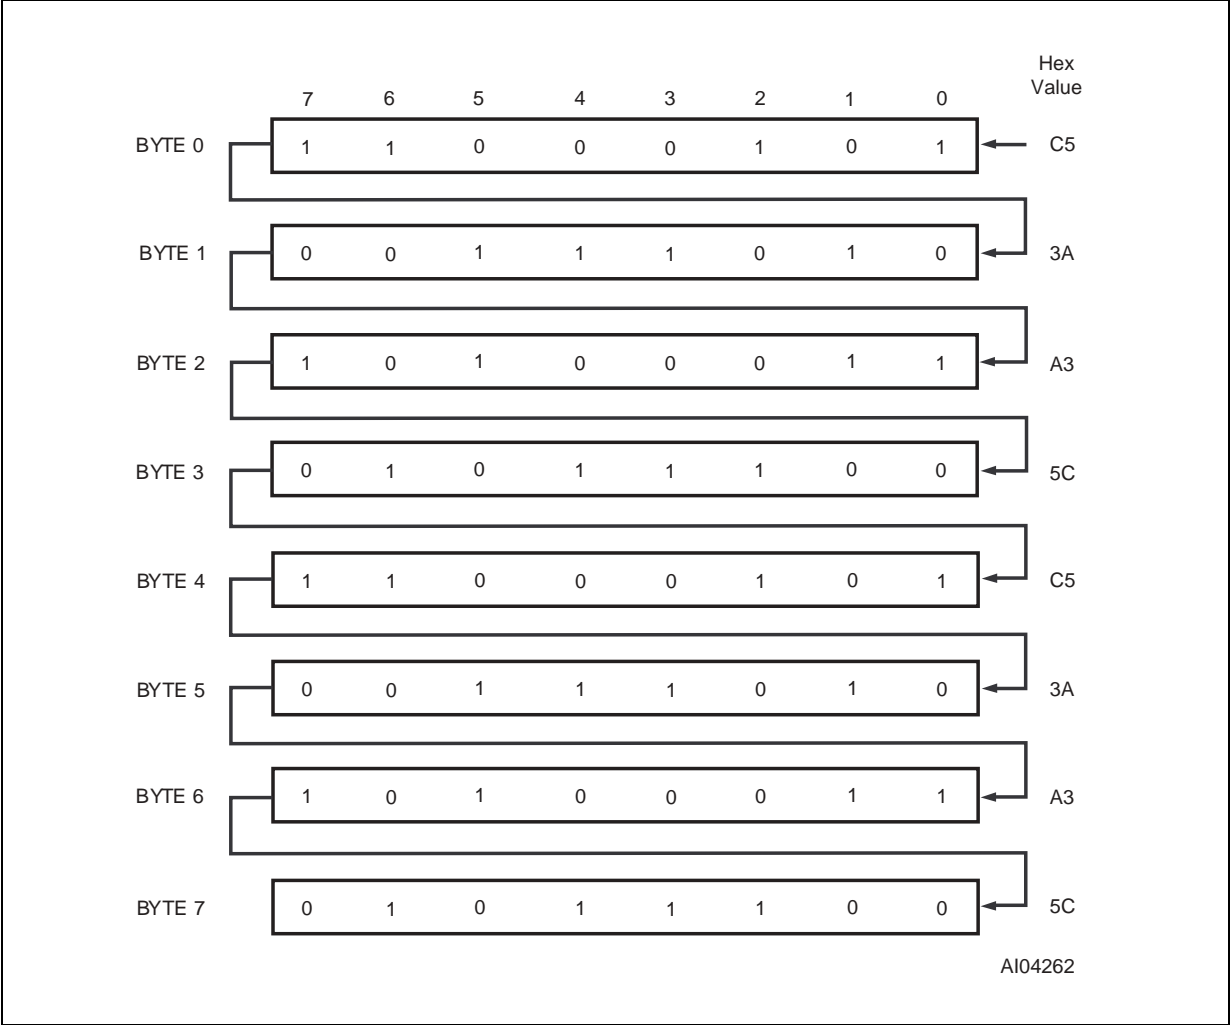 Hex
Value
7 6 5 4 3 2 1 0
BYTE 0 1 1 0 0 0 1 0 1 C5
BYTE 1 0 0 1 1 1 0 1 0 3A
BYTE 2 1 0 1 0 0 0 1 1 A3
BYTE 3 0 1 0 1 1 1 0 0 5C
BYTE 4 1 1 0 0 0 1 0 1 C5
BYTE 5 0 0 1 1 1 0 1 0 3A
BYTE 6 1 0 1 0 0 0 1 1 A3
BYTE 7 0 1 0 1 1 1 0 0 5C
AI04262